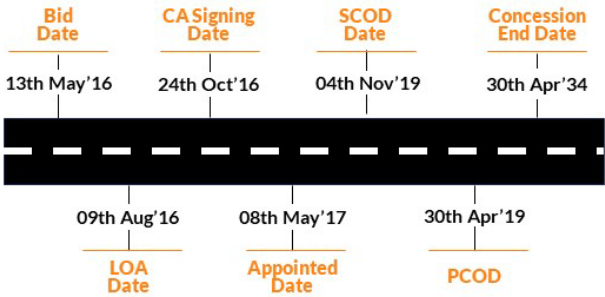 Bid
Date
13th May'16
CA Signing
Date
24th Oct'16
SCOD
Date
04th Nov'19
Concession
End Date
30th Apr'34
09th Aug'16
LOA
Date
08th May'17
Appointed
Date
30th Apr'19
PCOD